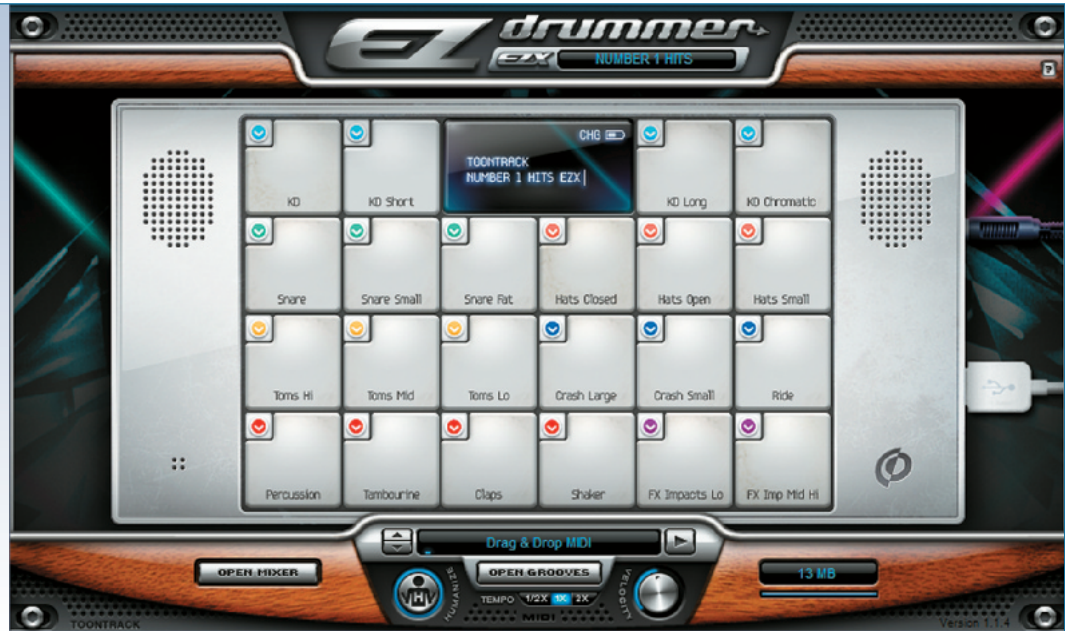 EZ drummer
EZX NUMBER 1 HITS
?
CHG
TOONTRACK
NUMBER 1 HITS EZX
KD KD Short KD Long KD Chromatic
Snare Snare Small Snare Fat Hats Closed Hats Open Hats Small
Toms Hi Toms Mid Toms Lo Crash Large Crash Small Ride
Percussion Tambourine Claps Shaker FX Impacts Lo FX Imp Mid Hi
Drag & Drop MIDI
OPEN MIXER
HUMANIZE
OPEN GROOVES
VELOCITY
13 MB
H
TEMPO 1/2X 1X 2X
MIDI
TOONTRACK
Version 1.1.4